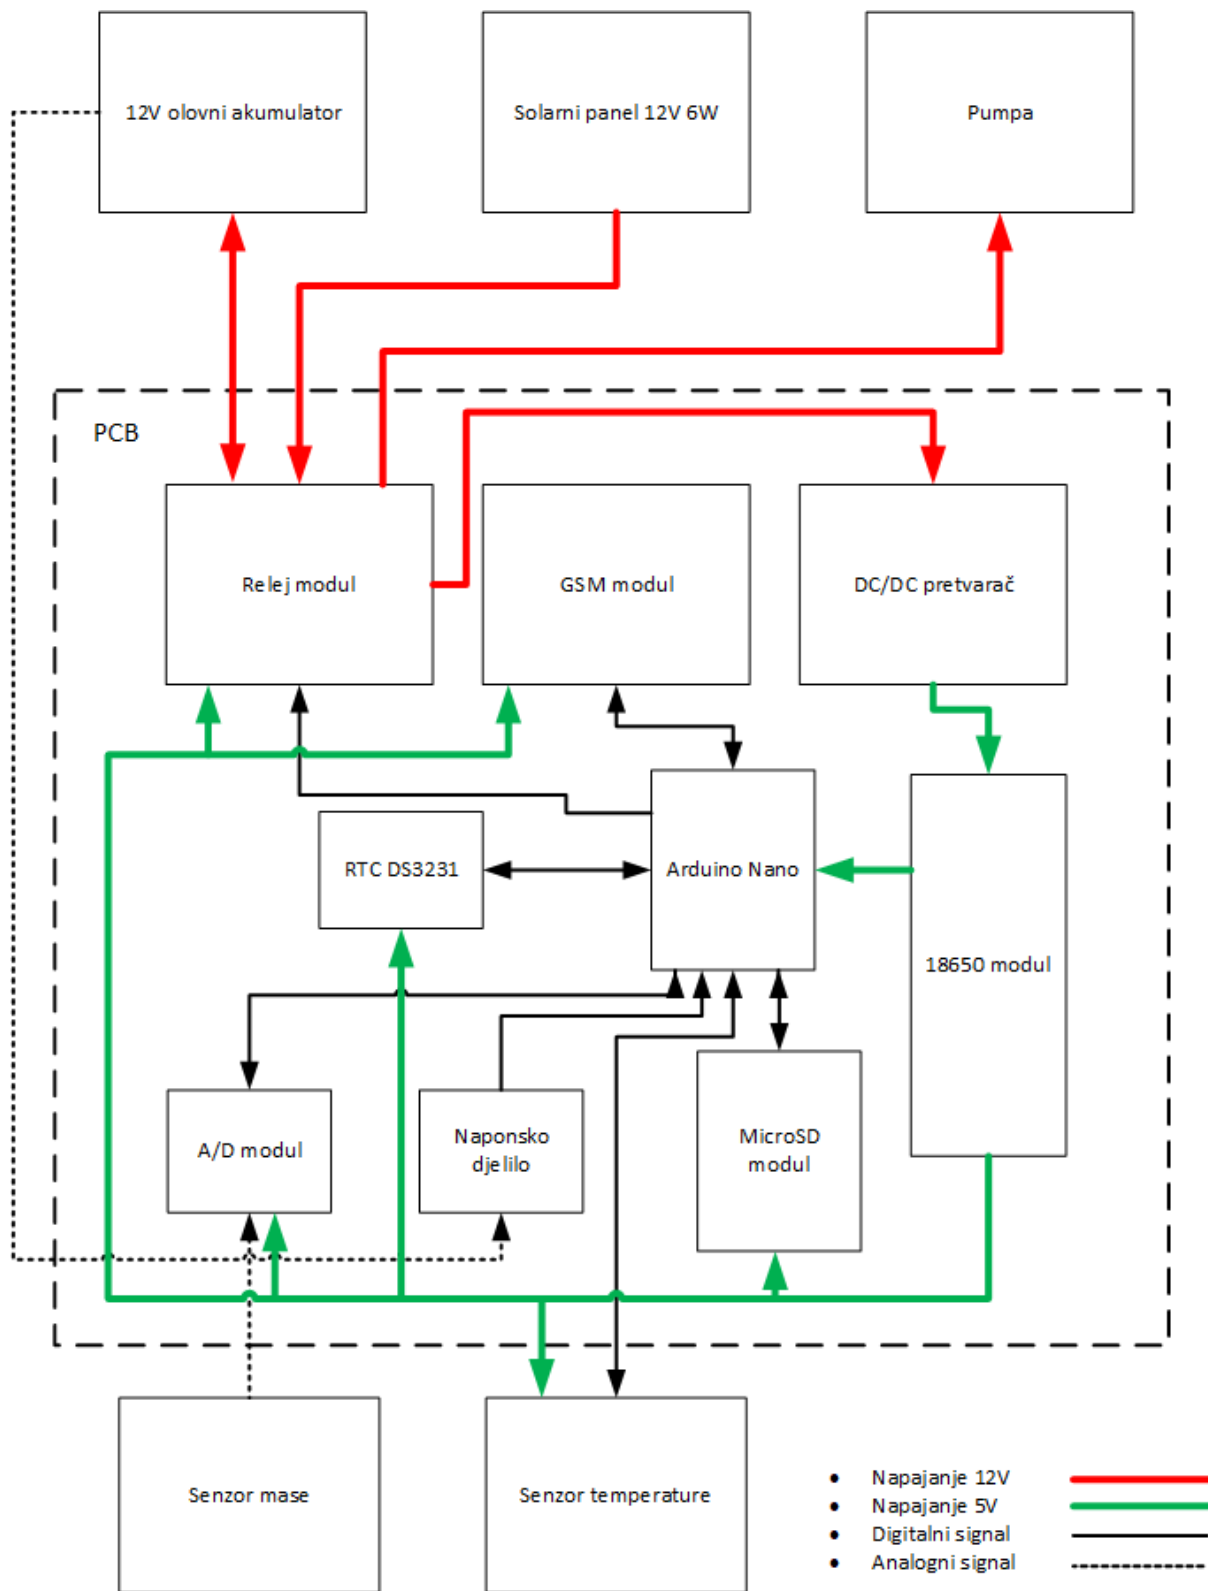 12V olovni akumulator
Solarni panel 12V 6W
Pumpa
PCB
Relej modul
GSM modul
DC/DC pretvarač
RTC DS3231
Arduino Nano
18650 modul
A/D modul
Naponsko
djelilo
MicroSD
modul
Senzor mase
Senzor temperature
• Napajanje 12V
• Napajanje 5V
• Digitalni signal
• Analogni signal